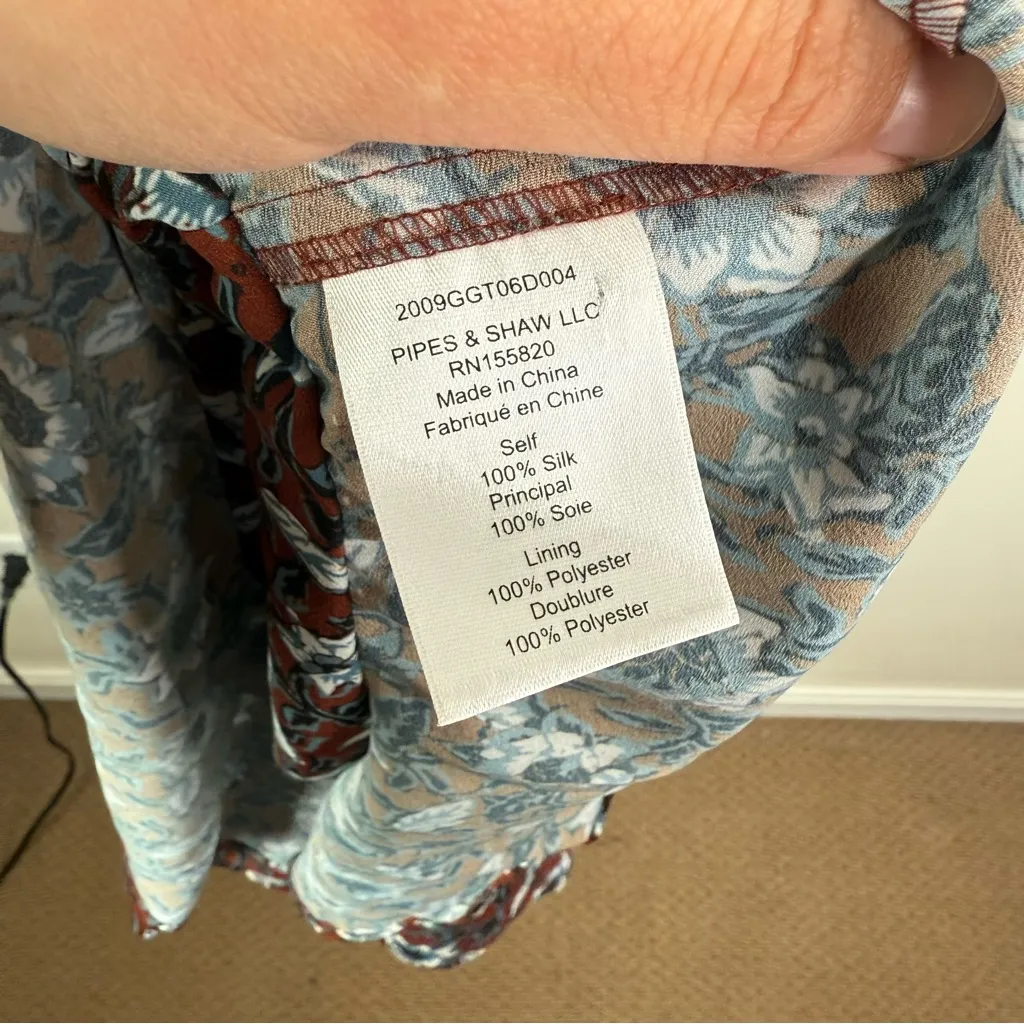 2009GGT06D004
PIPES & SHAW LLC
RN155820
Made in China
Fabriqué en Chine
Self
100% Silk
Principal
100% Soie
Lining
100% Polyester
Doublure
100% Polyester